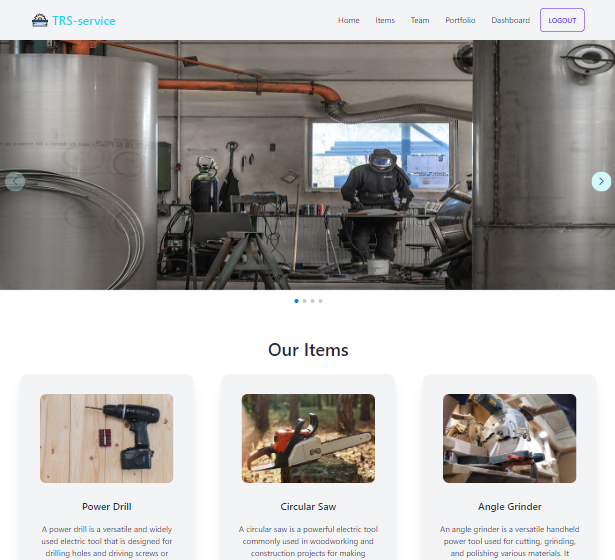 TRS-service
Home
Items
Team
Portfolio
Dashboard
LOGOUT
Our Items
Power Drill
A power drill is a versatile and widely
used electric tool that is designed for
drilling holes and driving screws or
Circular Saw
A circular saw is a powerful electric tool
commonly used in woodworking and
construction projects for making
Angle Grinder
An angle grinder is a versatile handheld
power tool used for cutting, grinding,
and polishing various materials. It